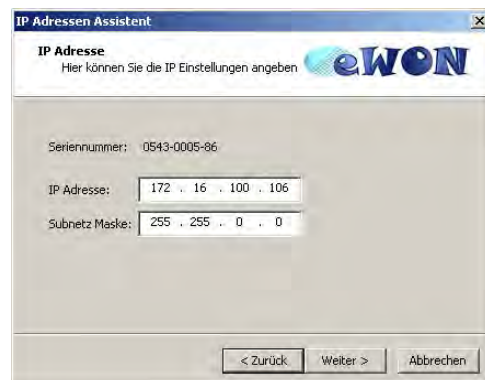 IP Adressen Assistent
IP Adresse
Hier können Sie die IP Einstellungen angeben
eWON
Seriennummer: 0543-0005-86
IP Adresse: 172 . 16 . 100 . 106
Subnetz Maske: 255 . 255 . 0 . 0
< Zurück Weiter > Abbrechen